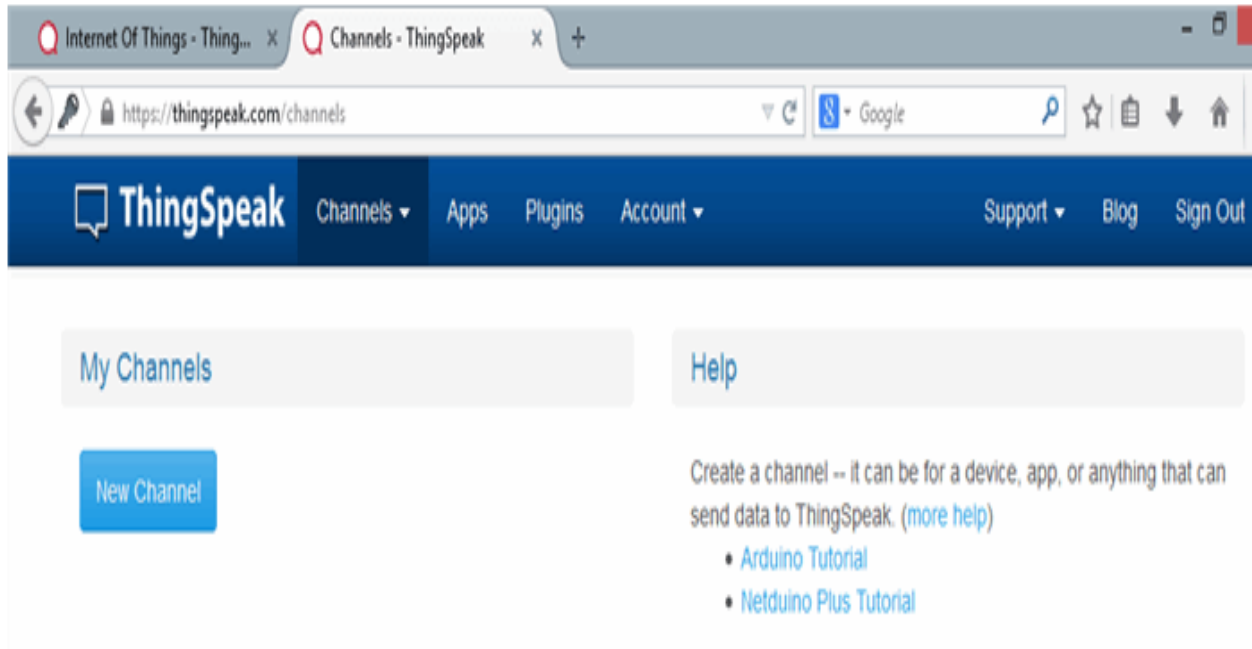 Internet Of Things - Thing...
Channels - ThingSpeak
https://thingspeak.com/channels
Google
ThingSpeak
Channels
Apps
Plugins
Account
Support
Blog
Sign Out
My Channels
New Channel
Help
Create a channel -- it can be for a device, app, or anything that can
send data to ThingSpeak. (more help)
• Arduino Tutorial
• Netduino Plus Tutorial